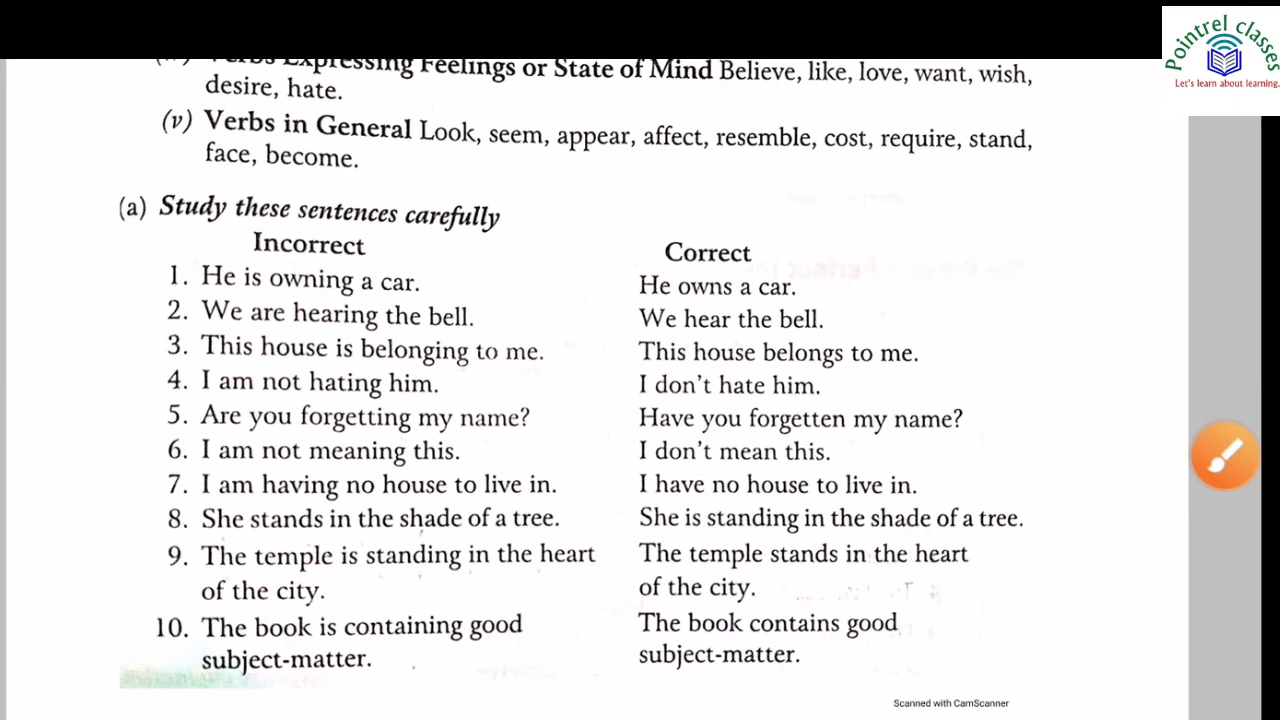 Pointrel classes
Let's learn about learning.
Verbs Expressing Feelings or State of Mind Believe, like, love, want, wish,
desire, hate.
(v) Verbs in General Look, seem, appear, affect, resemble, cost, require, stand,
face, become.
(a) Study these sentences carefully
Incorrect Correct
1. He is owning a car. He owns a car.
2. We are hearing the bell. We hear the bell.
3. This house is belonging to me. This house belongs to me.
4. I am not hating him. I don't hate him.
5. Are you forgetting my name? Have you forgetten my name?
6. I am not meaning this. I don't mean this.
7. I am having no house to live in. I have no house to live in.
8. She stands in the shade of a tree. She is standing in the shade of a tree.
9. The temple is standing in the heart The temple stands in the heart
of the city. of the city.
10. The book is containing good The book contains good
subject-matter. subject-matter.
Scanned with CamScanner